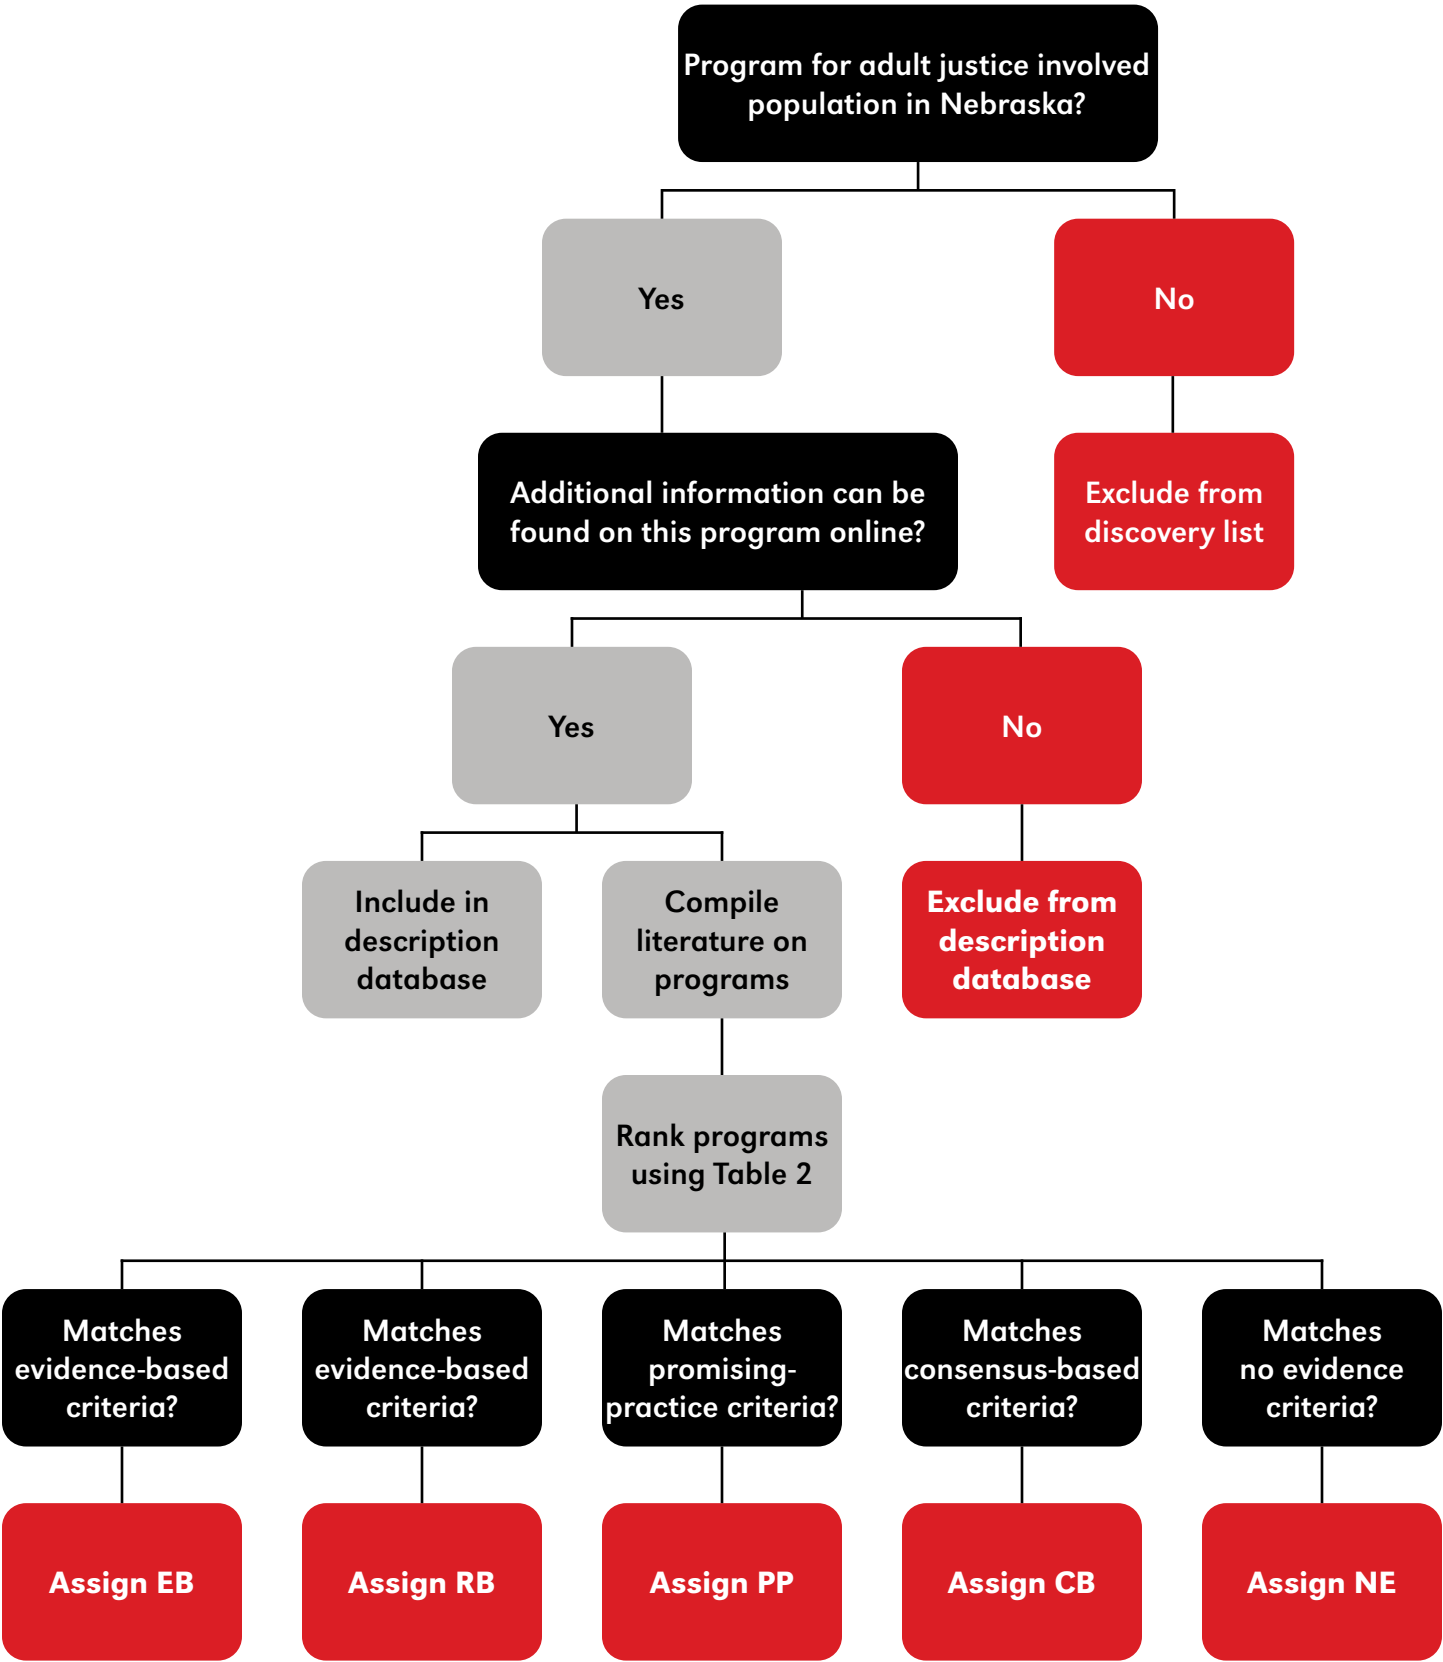 Program for adult justice involved
population in Nebraska?
Yes
No
Additional information can be
found on this program online?
Exclude from
discovery list
Yes
No
Include in
description
database
Compile
literature on
programs
Exclude from
description
database
Rank programs
using Table 2
Matches
evidence-based
criteria?
Matches
evidence-based
criteria?
Matches
promising-
practice criteria?
Matches
consensus-based
criteria?
Matches
no evidence
criteria?
Assign EB
Assign RB
Assign PP
Assign CB
Assign NE